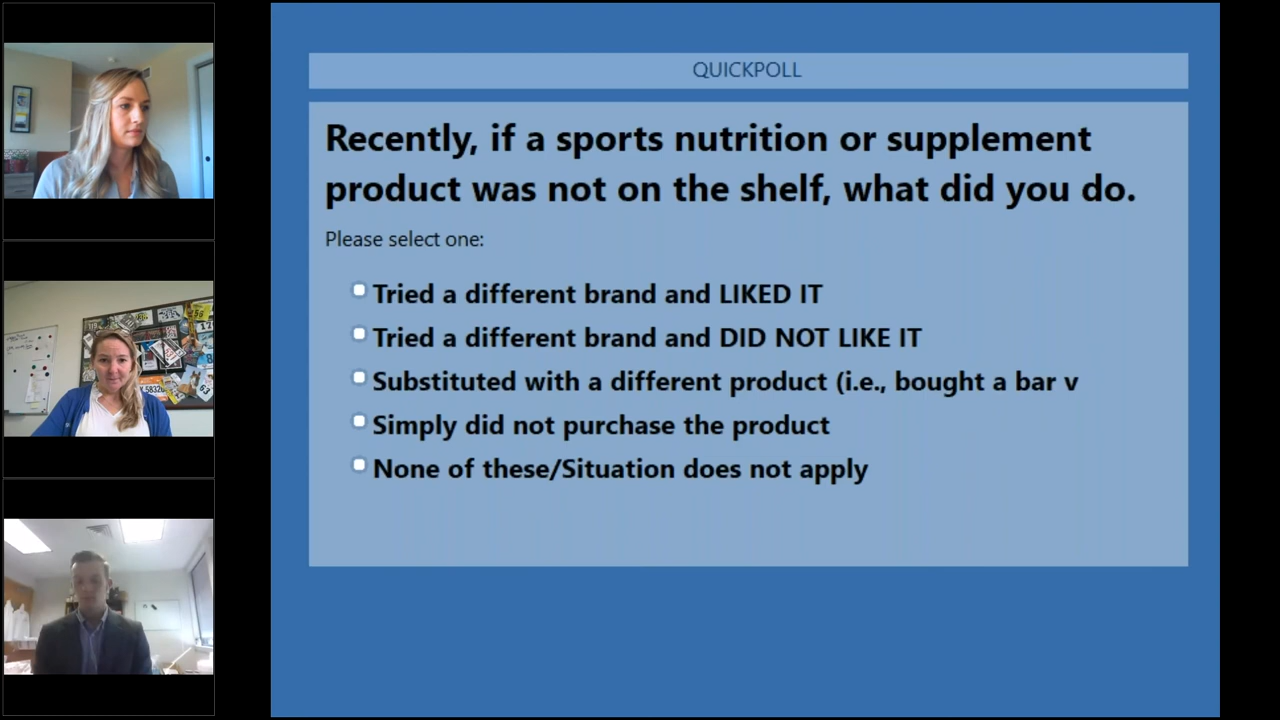 QUICKPOLL
Recently, if a sports nutrition or supplement
product was not on the shelf, what did you do.
Please select one:
Tried a different brand and LIKED IT
Tried a different brand and DID NOT LIKE IT
Substituted with a different product (i.e., bought a bar v
Simply did not purchase the product
None of these/Situation does not apply